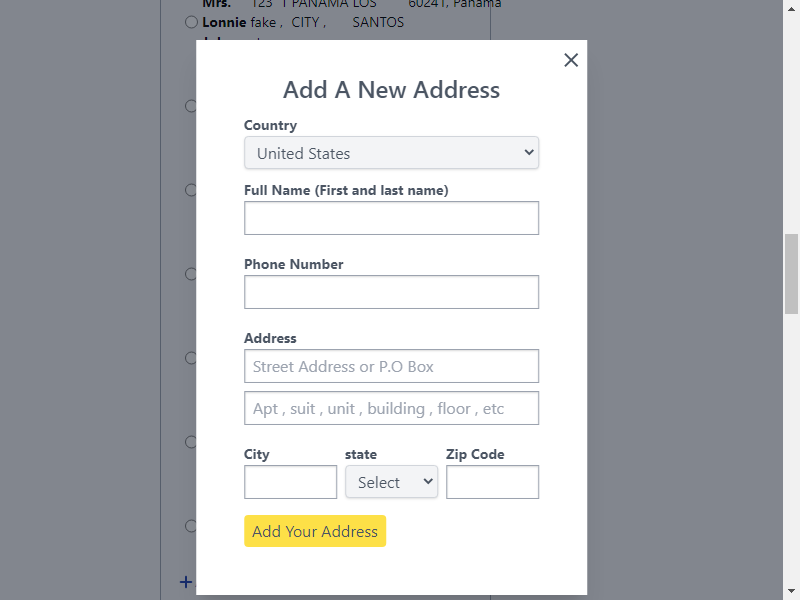 Mrs. 123 1 PANAMA LOS 60241, Panama
Lonnie fake , CITY , SANTOS
Add A New Address
Country
United States
Full Name (First and last name)
Phone Number
Address
Street Address or P.O Box
Apt , suit , unit , building , floor , etc
City state Zip Code
Select
Add Your Address